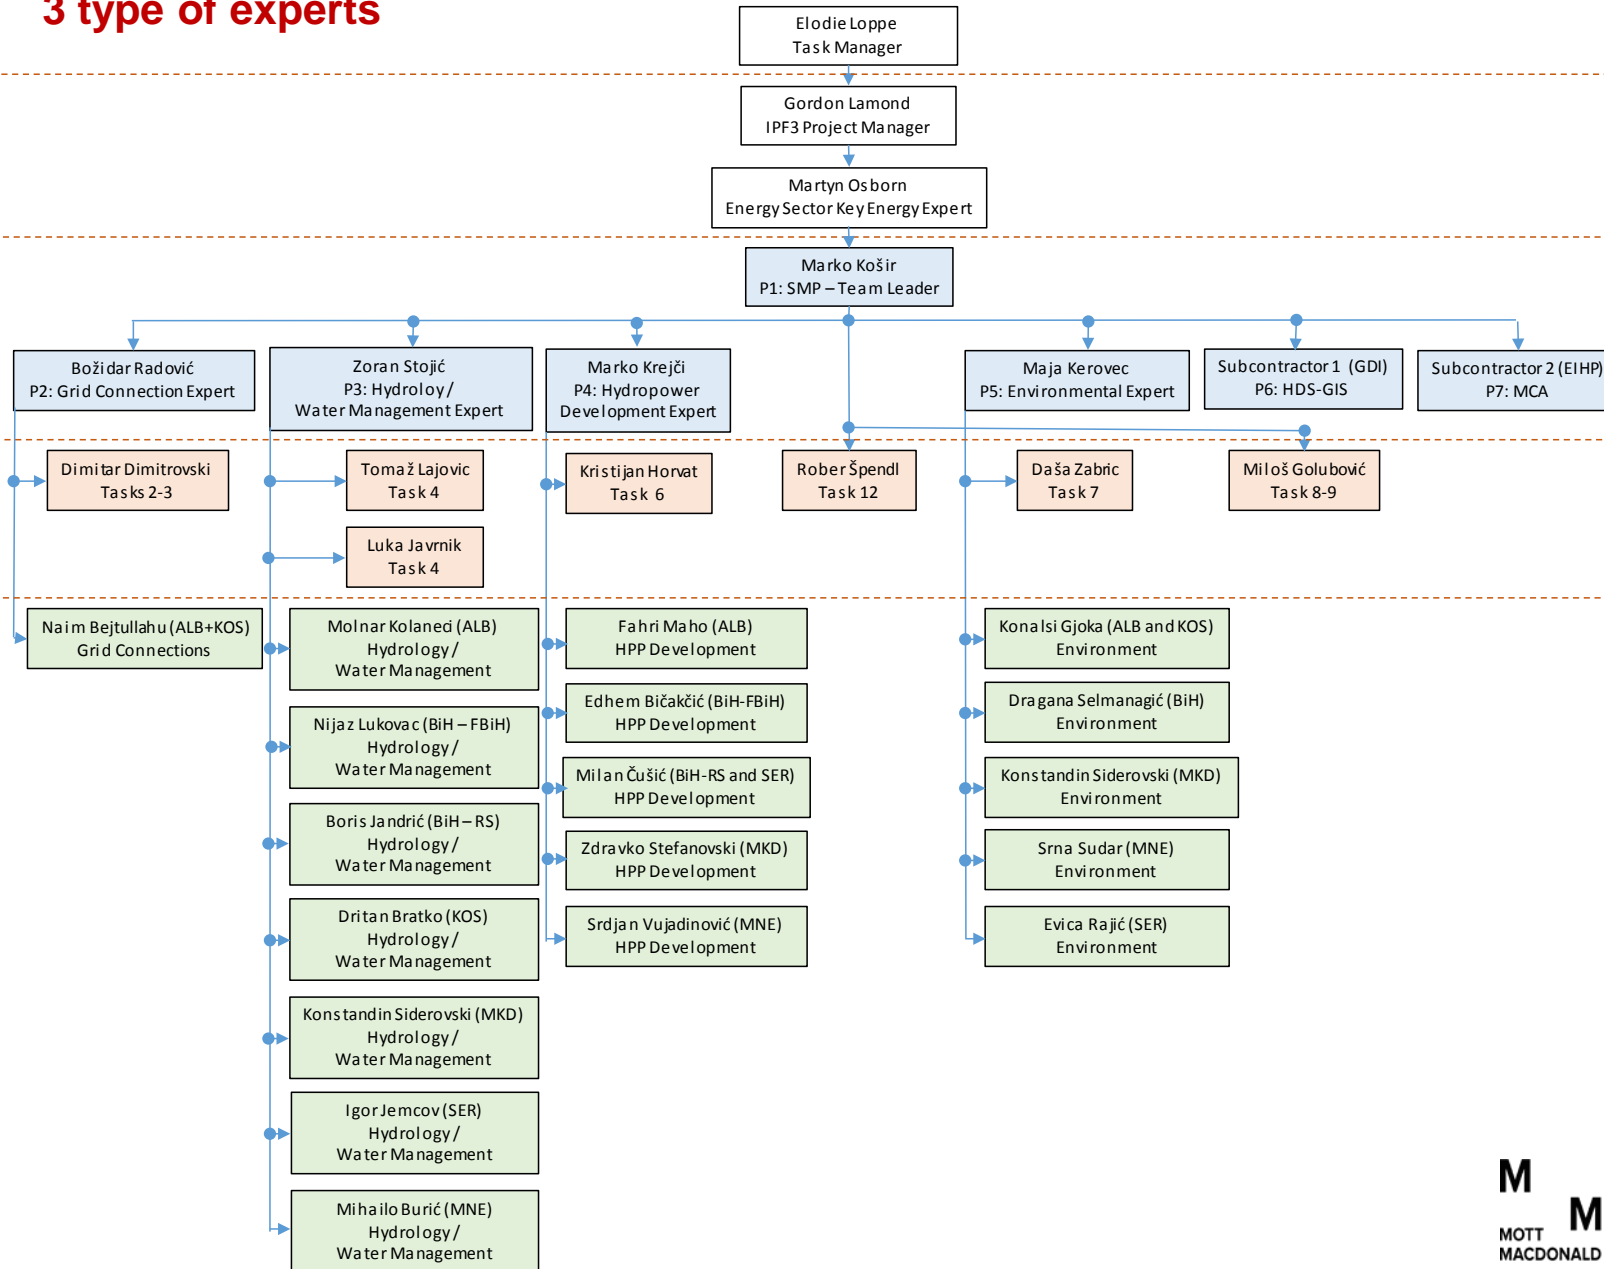 3 type of experts
Elodie Loppe
Task Manager
Gordon Lamond
IPF3 Project Manager
Martyn Osborn
Energy Sector Key Energy Expert
Marko Košir
P1: SMP – Team Leader
Božidar Radović
P2: Grid Connection Expert
Zoran Stojić
P3: Hydroloy /
Water Management Expert
Marko Krejči
P4: Hydropower
Development Expert
Maja Kerovec
P5: Environmental Expert
Subcontractor 1 (GDI)
P6: HDS-GIS
Subcontractor 2 (EIHP)
P7: MCA
Dimitar Dimitrovski
Tasks 2-3
Tomaž Lajovic
Task 4
Kristijan Horvat
Task 6
Rober Špendl
Task 12
Daša Zabric
Task 7
Miloš Golubović
Task 8-9
Luka Javrnik
Task 4
Naim Bejtullahu (ALB+KOS)
Grid Connections
Molnar Kolaneci (ALB)
Hydrology /
Water Management
Nijaz Lukovac (BiH – FBiH)
Hydrology /
Water Management
Boris Jandrić (BiH – RS)
Hydrology /
Water Management
Dritan Bratko (KOS)
Hydrology /
Water Management
Konstandin Siderovski (MKD)
Hydrology /
Water Management
Igor Jemcov (SER)
Hydrology /
Water Management
Mihailo Burić (MNE)
Hydrology /
Water Management
Fahri Maho (ALB)
HPP Development
Edhem Bičakčić (BiH-FBiH)
HPP Development
Milan Čušić (BiH-RS and SER)
HPP Development
Zdravko Stefanovski (MKD)
HPP Development
Srdjan Vujadinović (MNE)
HPP Development
Konalsi Gjoka (ALB and KOS)
Environment
Dragana Selmanagić (BiH)
Environment
Konstandin Siderovski (MKD)
Environment
Srna Sudar (MNE)
Environment
Evica Rajić (SER)
Environment
M
M
MOTT
MACDONALD